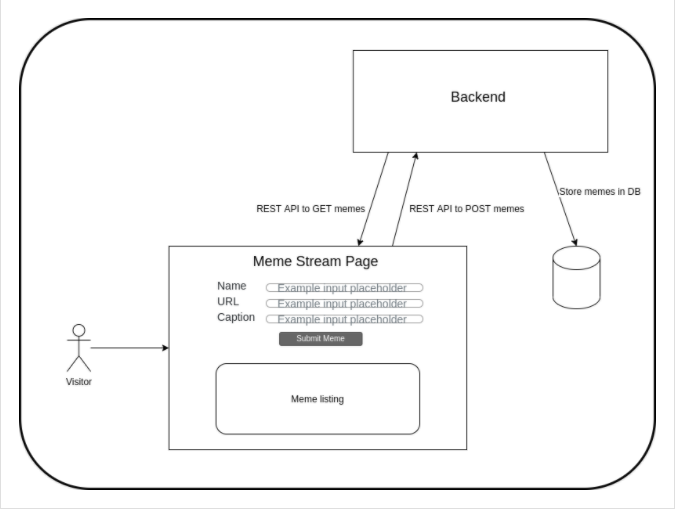 Backend
REST API to GET memes
REST API to POST memes
Store memes in DB
Meme Stream Page
Name
Example input placeholder
URL
Example input placeholder
Caption
Example input placeholder
Submit Meme
Visitor
Meme listing